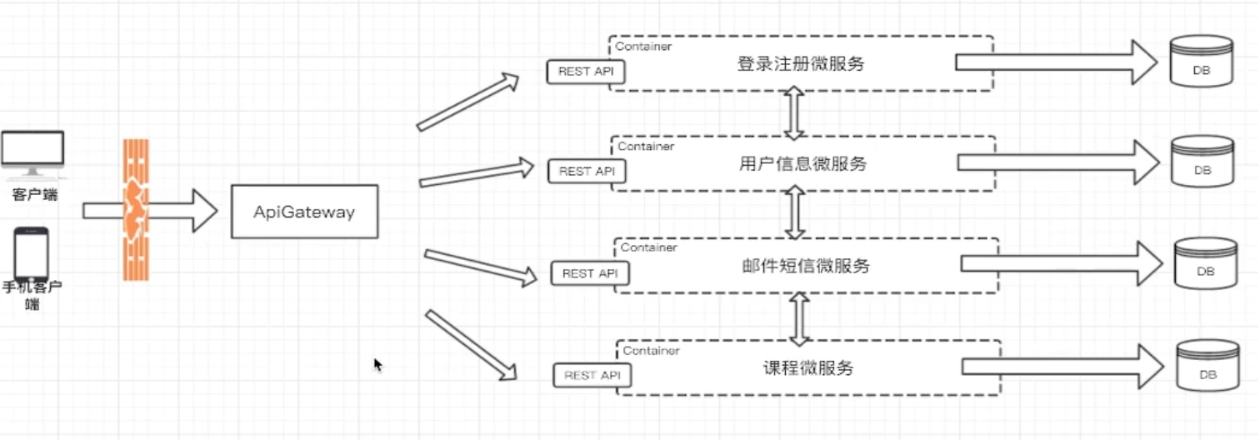 Container
登录注册微服务
REST API
DB
Container
用户信息微服务
REST API
DB
客户端
ApiGateway
Container
邮件短信微服务
REST API
DB
手机客户
端
Container
课程微服务
REST API
DB